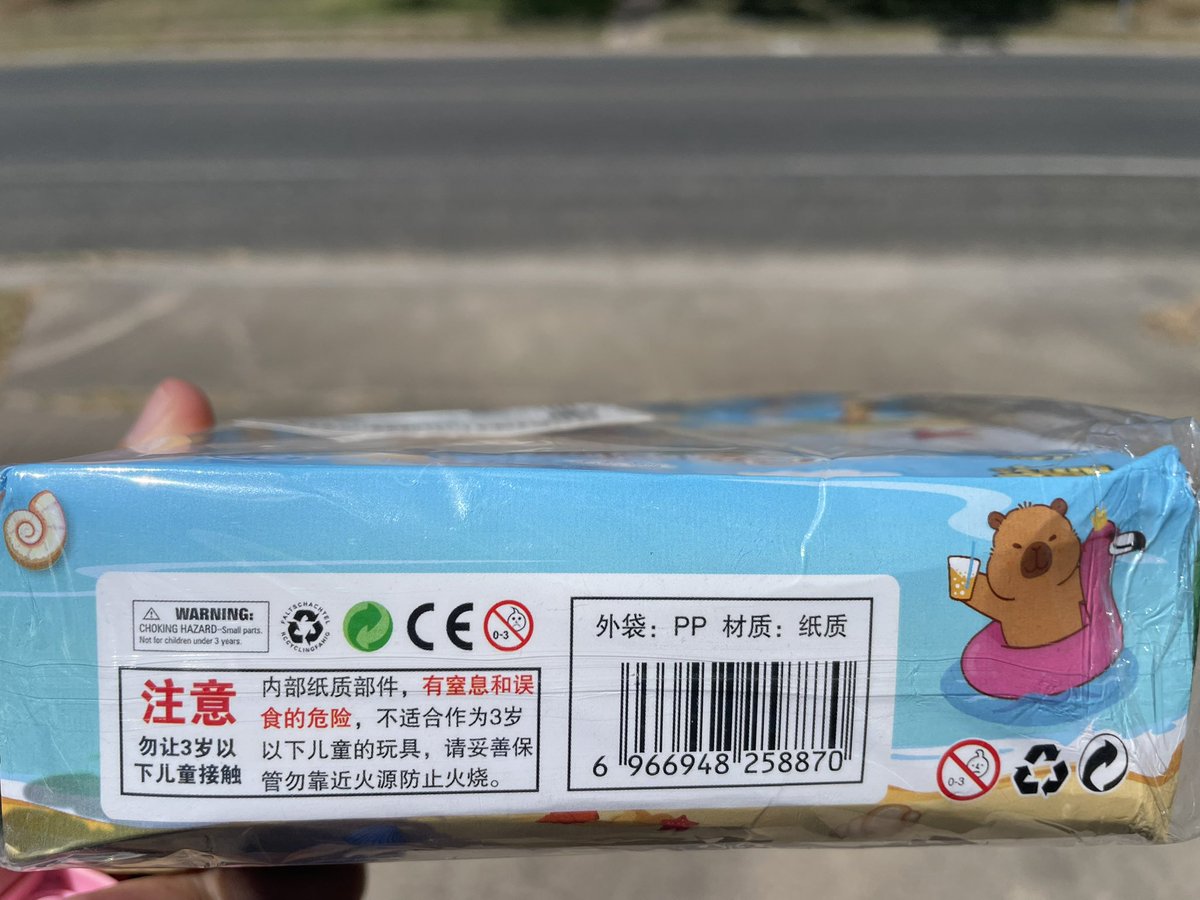 WARNING:
CHOKING HAZARD--Small parts.
Not for children under 3 years.
FALTSCHACHTEL
RECYCLINGFÄHIG
CE
0-3
注意
勿让3岁以
下儿童接触
内部纸质部件，有窒息和误
食的危险，不适合作为3岁
以下儿童的玩具，请妥善保
管勿靠近火源防止火烧。
外袋：PP 材质：纸质
6 966948 258870
0-3